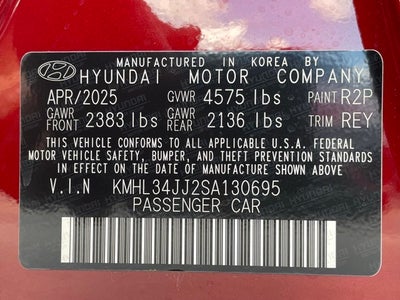 MANUFACTURED IN KOREA BY
HYUNDAI MOTOR COMPANY
APR/2025 GVWR 4575 lbs PAINT R2P
GAWR FRONT 2383 lbs GAWR REAR 2136 lbs TRIM REY
THIS VEHICLE CONFORMS TO ALL APPLICABLE U.S.A. FEDERAL
MOTOR VEHICLE SAFETY, BUMPER, AND THEFT PREVENTION
STANDARDS IN EFFECT ON THE DATE OF MANUFACTURE SHOWN ABOVE.
V.I.N KMHL34JJ2SA130695
PASSENGER CAR